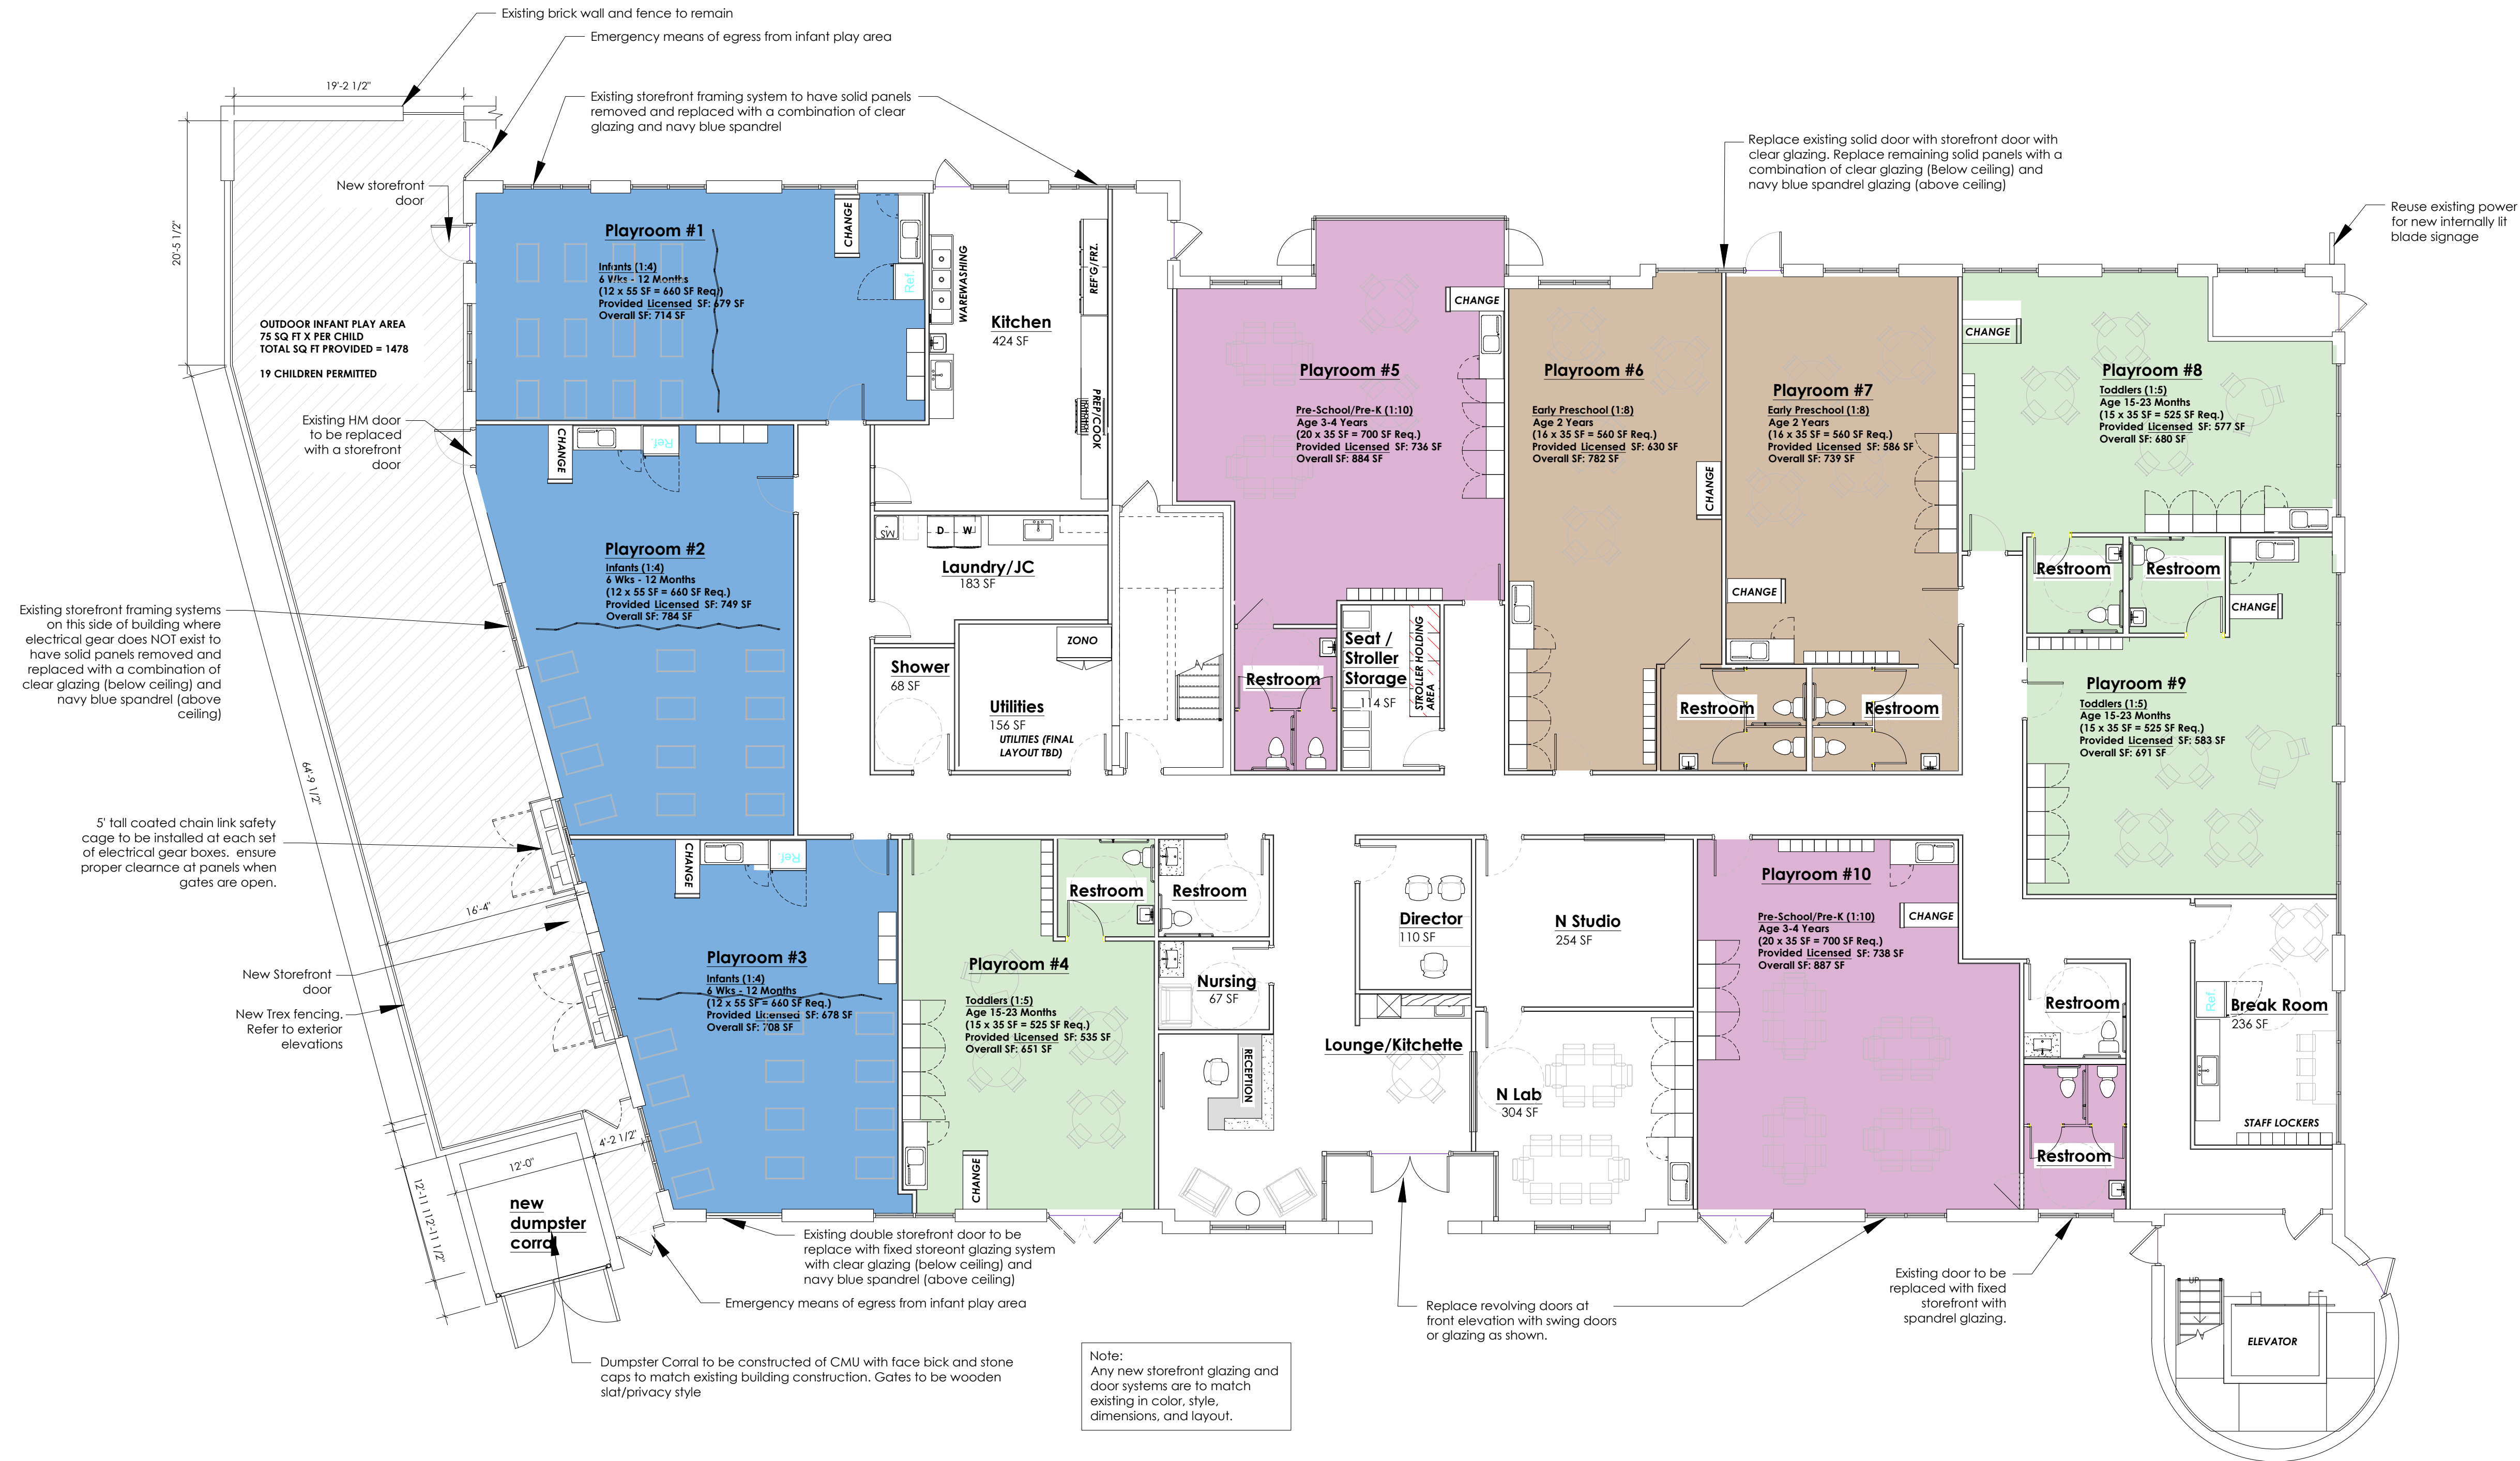 Existing brick wall and fence to remain
Emergency means of egress from infant play area
19'-2 1/2"
Existing storefront framing system to have solid panels
removed and replaced with a combination of clear
glazing and navy blue spandrel
Replace existing solid door with storefront door with
clear glazing. Replace remaining solid panels with a
combination of clear glazing (Below ceiling) and
navy blue spandrel glazing (above ceiling)
Reuse existing power
for new internally lit
blade signage
New storefront
door
20'-5 1/2"
OUTDOOR INFANT PLAY AREA
75 SQ FT X PER CHILD
TOTAL SQ FT PROVIDED = 1478
19 CHILDREN PERMITTED
Existing HM door
to be replaced
with a storefront
door
Playroom #1
Infants (1:4)
6 Wks - 12 Months
(12 x 55 SF = 660 SF Req.)
Provided Licensed SF: 679 SF
Overall SF: 714 SF
CHANGE
Ref.
WAREWASHING
Kitchen
424 SF
REF'G/FRZ.
PREP/COOK
Playroom #5
Pre-School/Pre-K (1:10)
Age 3-4 Years
(20 x 35 SF = 700 SF Req.)
Provided Licensed SF: 736 SF
Overall SF: 884 SF
CHANGE
Playroom #6
Early Preschool (1:8)
Age 2 Years
(16 x 35 SF = 560 SF Req.)
Provided Licensed SF: 630 SF
Overall SF: 782 SF
CHANGE
Playroom #7
Early Preschool (1:8)
Age 2 Years
(16 x 35 SF = 560 SF Req.)
Provided Licensed SF: 586 SF
Overall SF: 739 SF
CHANGE
CHANGE
Playroom #8
Toddlers (1:5)
Age 15-23 Months
(15 x 35 SF = 525 SF Req.)
Provided Licensed SF: 577 SF
Overall SF: 680 SF
CHANGE
Ref.
Playroom #2
Infants (1:4)
6 Wks - 12 Months
(12 x 55 SF = 660 SF Req.)
Provided Licensed SF: 749 SF
Overall SF: 784 SF
D
W
Laundry/JC
183 SF
ZONO
Shower
68 SF
Utilities
156 SF
UTILITIES (FINAL
LAYOUT TBD)
Restroom
Seat /
Stroller
Storage
114 SF
STROLLER HOLDING
AREA
Restroom
Restroom
Restroom
Restroom
CHANGE
Playroom #9
Toddlers (1:5)
Age 15-23 Months
(15 x 35 SF = 525 SF Req.)
Provided Licensed SF: 583 SF
Overall SF: 691 SF
Existing storefront framing systems
on this side of building where
electrical gear does NOT exist to
have solid panels removed and
replaced with a combination of
clear glazing (below ceiling) and
navy blue spandrel (above
ceiling)
64'-9 1/2"
5' tall coated chain link safety
cage to be installed at each set
of electrical gear boxes. ensure
proper clearnce at panels when
gates are open.
16'-4"
New Storefront
door
New Trex fencing.
Refer to exterior
elevations
CHANGE
Ref.
Playroom #3
Infants (1:4)
6 Wks - 12 Months
(12 x 55 SF = 660 SF Req.)
Provided Licensed SF: 678 SF
Overall SF: 708 SF
Playroom #4
Toddlers (1:5)
Age 15-23 Months
(15 x 35 SF = 525 SF Req.)
Provided Licensed SF: 535 SF
Overall SF: 651 SF
CHANGE
Restroom
Restroom
Nursing
67 SF
RECEPTION
Director
110 SF
Lounge/Kitchette
N Studio
254 SF
N Lab
304 SF
Playroom #10
Pre-School/Pre-K (1:10)
Age 3-4 Years
(20 x 35 SF = 700 SF Req.)
Provided Licensed SF: 738 SF
Overall SF: 887 SF
CHANGE
Restroom
Restroom
Ref.
Break Room
236 SF
STAFF LOCKERS
4'-2 1/2"
12'-0"
new
dumpster
corral
Existing double storefront door to be
replace with fixed storeont glazing system
with clear glazing (below ceiling) and
navy blue spandrel (above ceiling)
Emergency means of egress from infant play area
Dumpster Corral to be constructed of CMU with face bick and stone
caps to match existing building construction. Gates to be wooden
slat/privacy style
Note:
Any new storefront glazing and
door systems are to match
existing in color, style,
dimensions, and layout.
Replace revolving doors at
front elevation with swing doors
or glazing as shown.
Existing door to be
replaced with fixed
storefront with
spandrel glazing.
UP
ELEVATOR